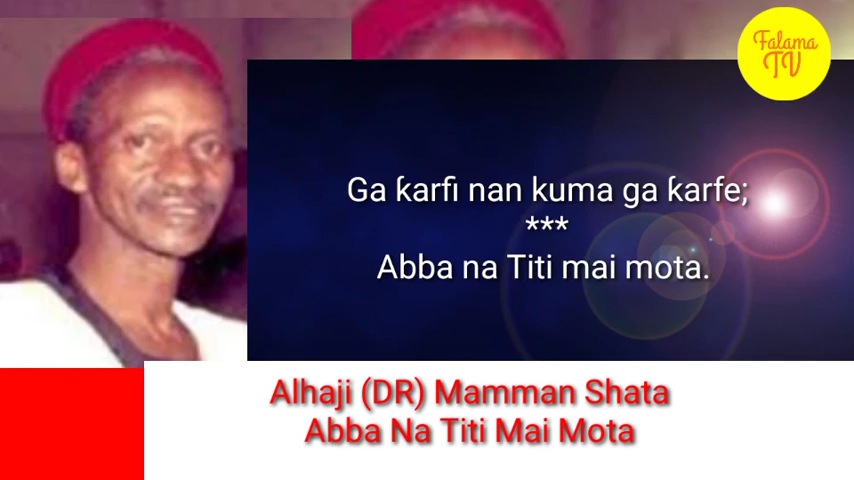 Falama
TV
Ga ƙarfi nan kuma ga ƙarfe;
***
Abba na Titi mai mota.
Alhaji (DR) Mamman Shata
Abba Na Titi Mai Mota